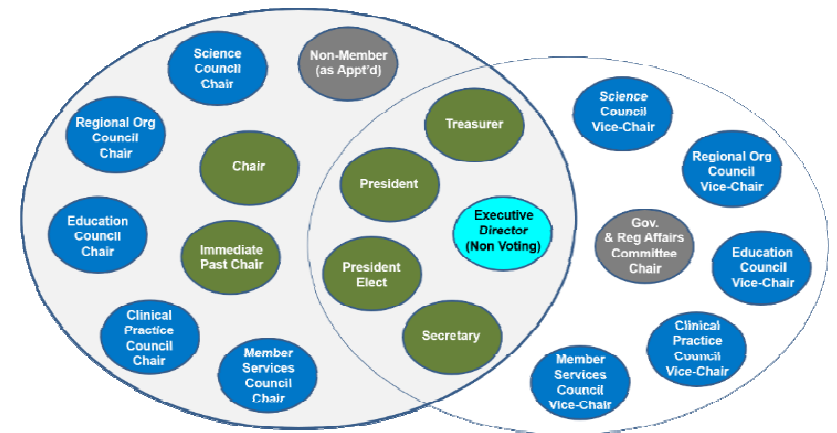 Science
Council
Chair
Non-Member
(as Appt'd)
Regional Org
Council
Chair
Chair
Education
Council
Chair
Immediate
Past Chair
Clinical
Practice
Council
Chair
Member
Services
Council
Chair
Treasurer
President
Executive
Director
(Non Voting)
President
Elect
Secretary
Science
Council
Vice-Chair
Regional Org
Council
Vice-Chair
Gov.
& Reg Affairs
Committee
Chair
Education
Council
Vice-Chair
Clinical
Practice
Council
Vice-Chair
Member
Services
Council
Vice-Chair